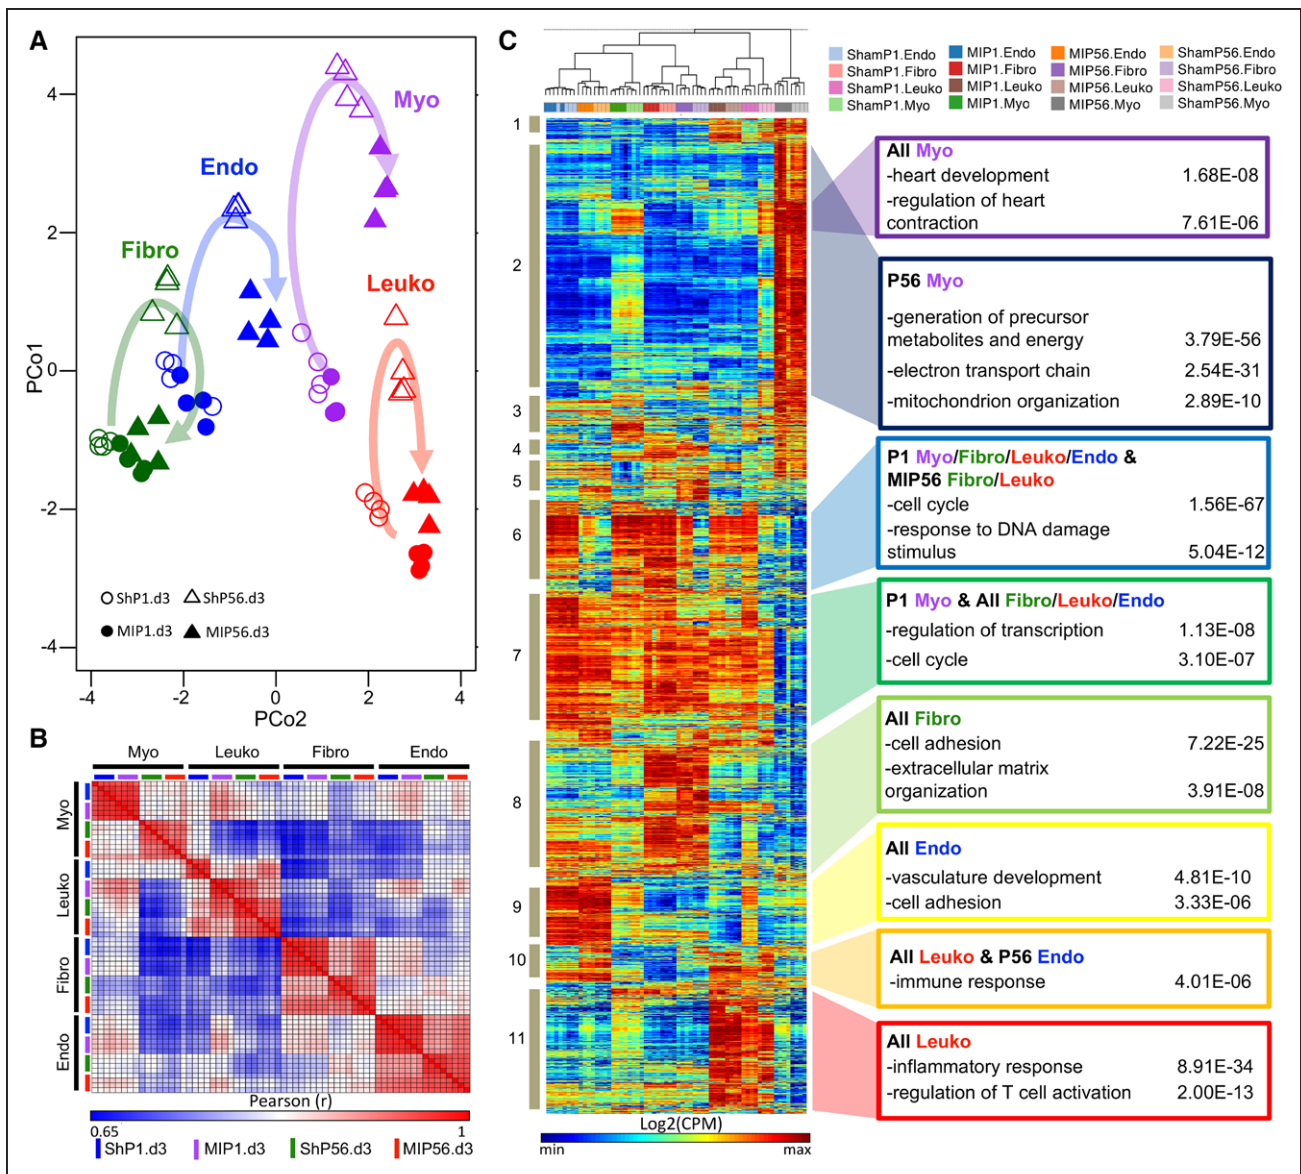 A
Myo
Endo
Fibro
Leuko
4
2
0
-2
-4
PCo1
-4
-2
0
2
4
PCo2
ShP1.d3
ShP56.d3
MIP1.d3
MIP56.d3
B
Myo
Leuko
Fibro
Endo
Myo
Leuko
Fibro
Endo
Pearson (r)
0.65
1
ShP1.d3
MIP1.d3
ShP56.d3
MIP56.d3
C
ShamP1.Endo
MIP1.Endo
MIP56.Endo
ShamP56.Endo
ShamP1.Fibro
MIP1.Fibro
MIP56.Fibro
ShamP56.Fibro
ShamP1.Leuko
MIP1.Leuko
MIP56.Leuko
ShamP56.Leuko
ShamP1.Myo
MIP1.Myo
MIP56.Myo
ShamP56.Myo
1
2
3
4
5
6
7
8
9
10
11
Log2(CPM)
min
max
All Myo
-heart development 1.68E-08
-regulation of heart
contraction 7.61E-06
P56 Myo
-generation of precursor
metabolites and energy 3.79E-56
-electron transport chain 2.54E-31
-mitochondrion organization 2.89E-10
P1 Myo/Fibro/Leuko/Endo &
MIP56 Fibro/Leuko
-cell cycle 1.56E-67
-response to DNA damage
stimulus 5.04E-12
P1 Myo & All Fibro/Leuko/Endo
-regulation of transcription 1.13E-08
-cell cycle 3.10E-07
All Fibro
-cell adhesion 7.22E-25
-extracellular matrix
organization 3.91E-08
All Endo
-vasculature development 4.81E-10
-cell adhesion 3.33E-06
All Leuko & P56 Endo
-immune response 4.01E-06
All Leuko
-inflammatory response 8.91E-34
-regulation of T cell activation 2.00E-13